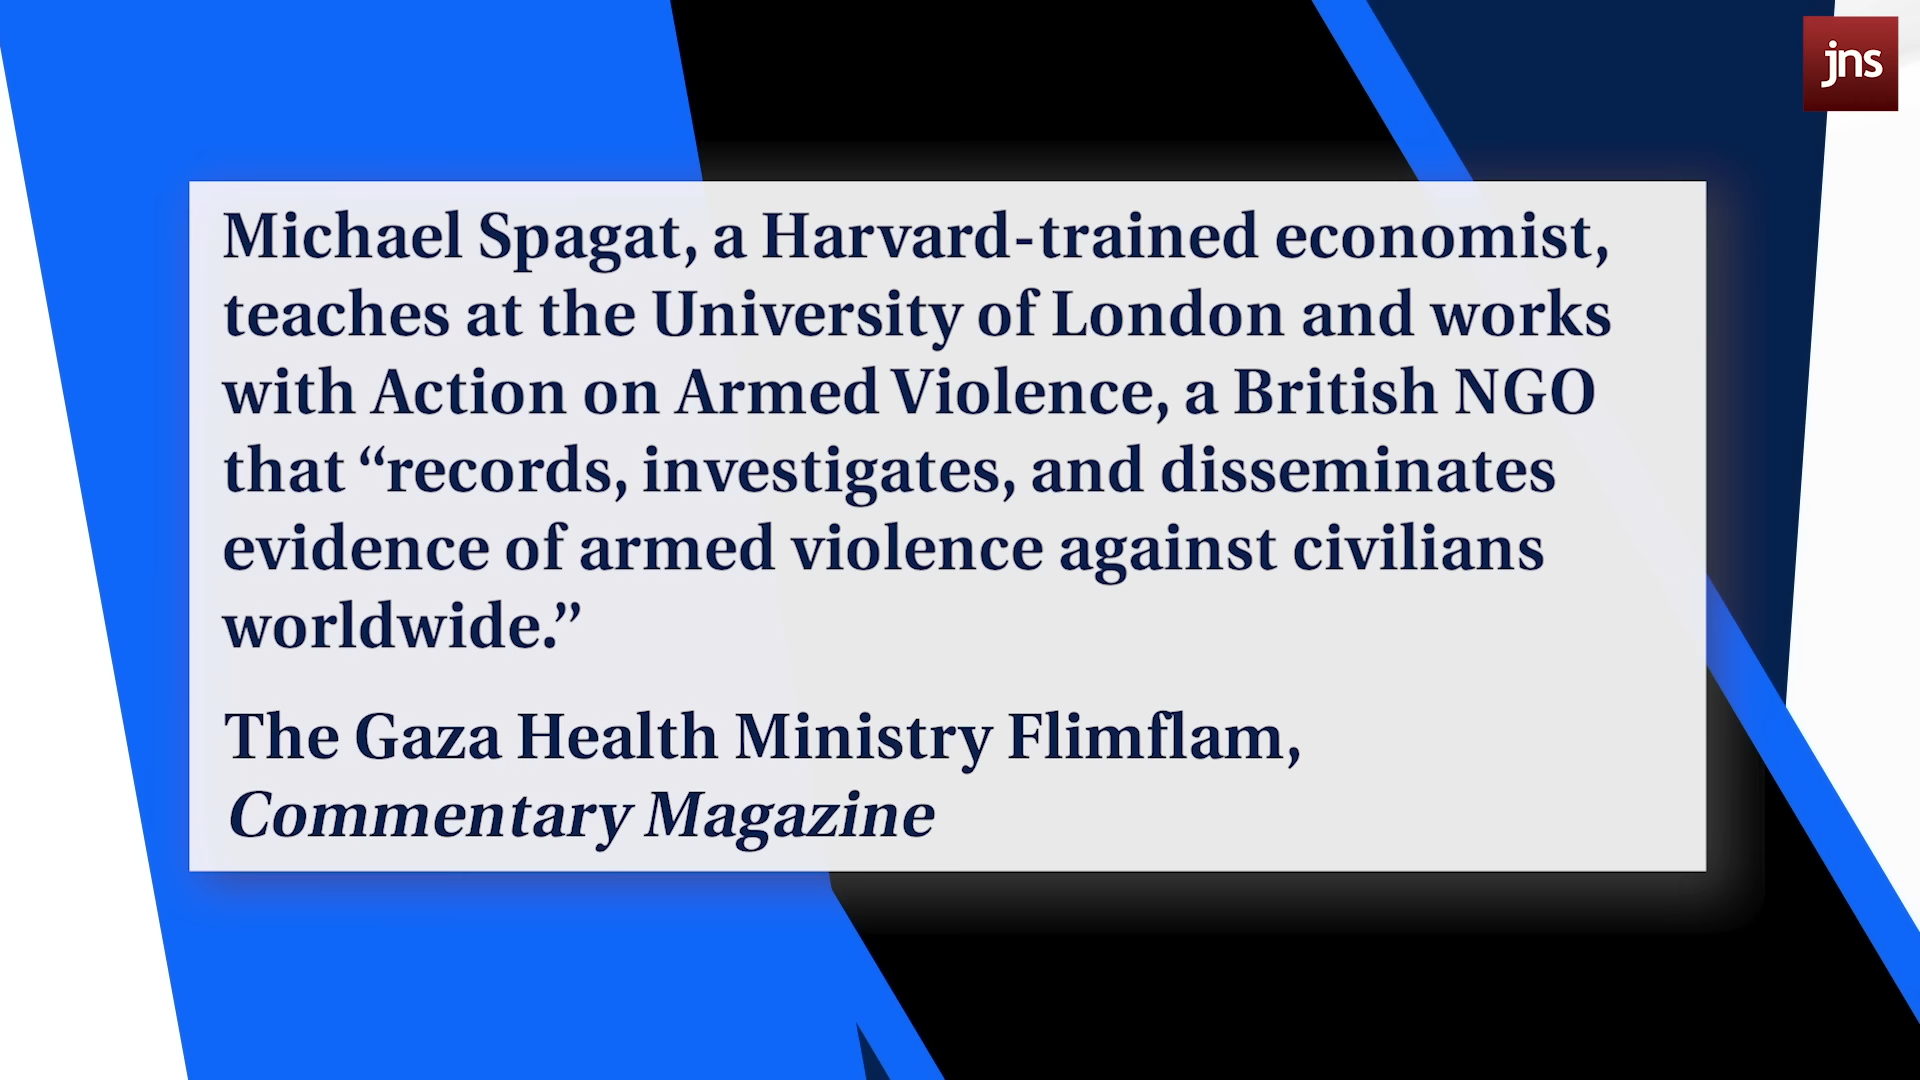 jns
Michael Spagat, a Harvard-trained economist,
teaches at the University of London and works
with Action on Armed Violence, a British NGO
that “records, investigates, and disseminates
evidence of armed violence against civilians
worldwide.”
The Gaza Health Ministry Flimflam,
Commentary Magazine